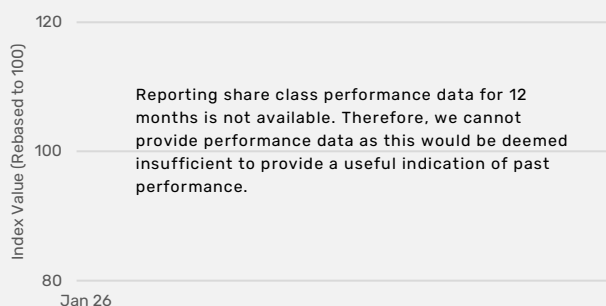 120
Index Value (Rebased to 100)
Reporting share class performance data for 12
months is not available. Therefore, we cannot
provide performance data as this would be deemed
100
insufficient to provide a useful indication of past
performance.
80
Jan 26